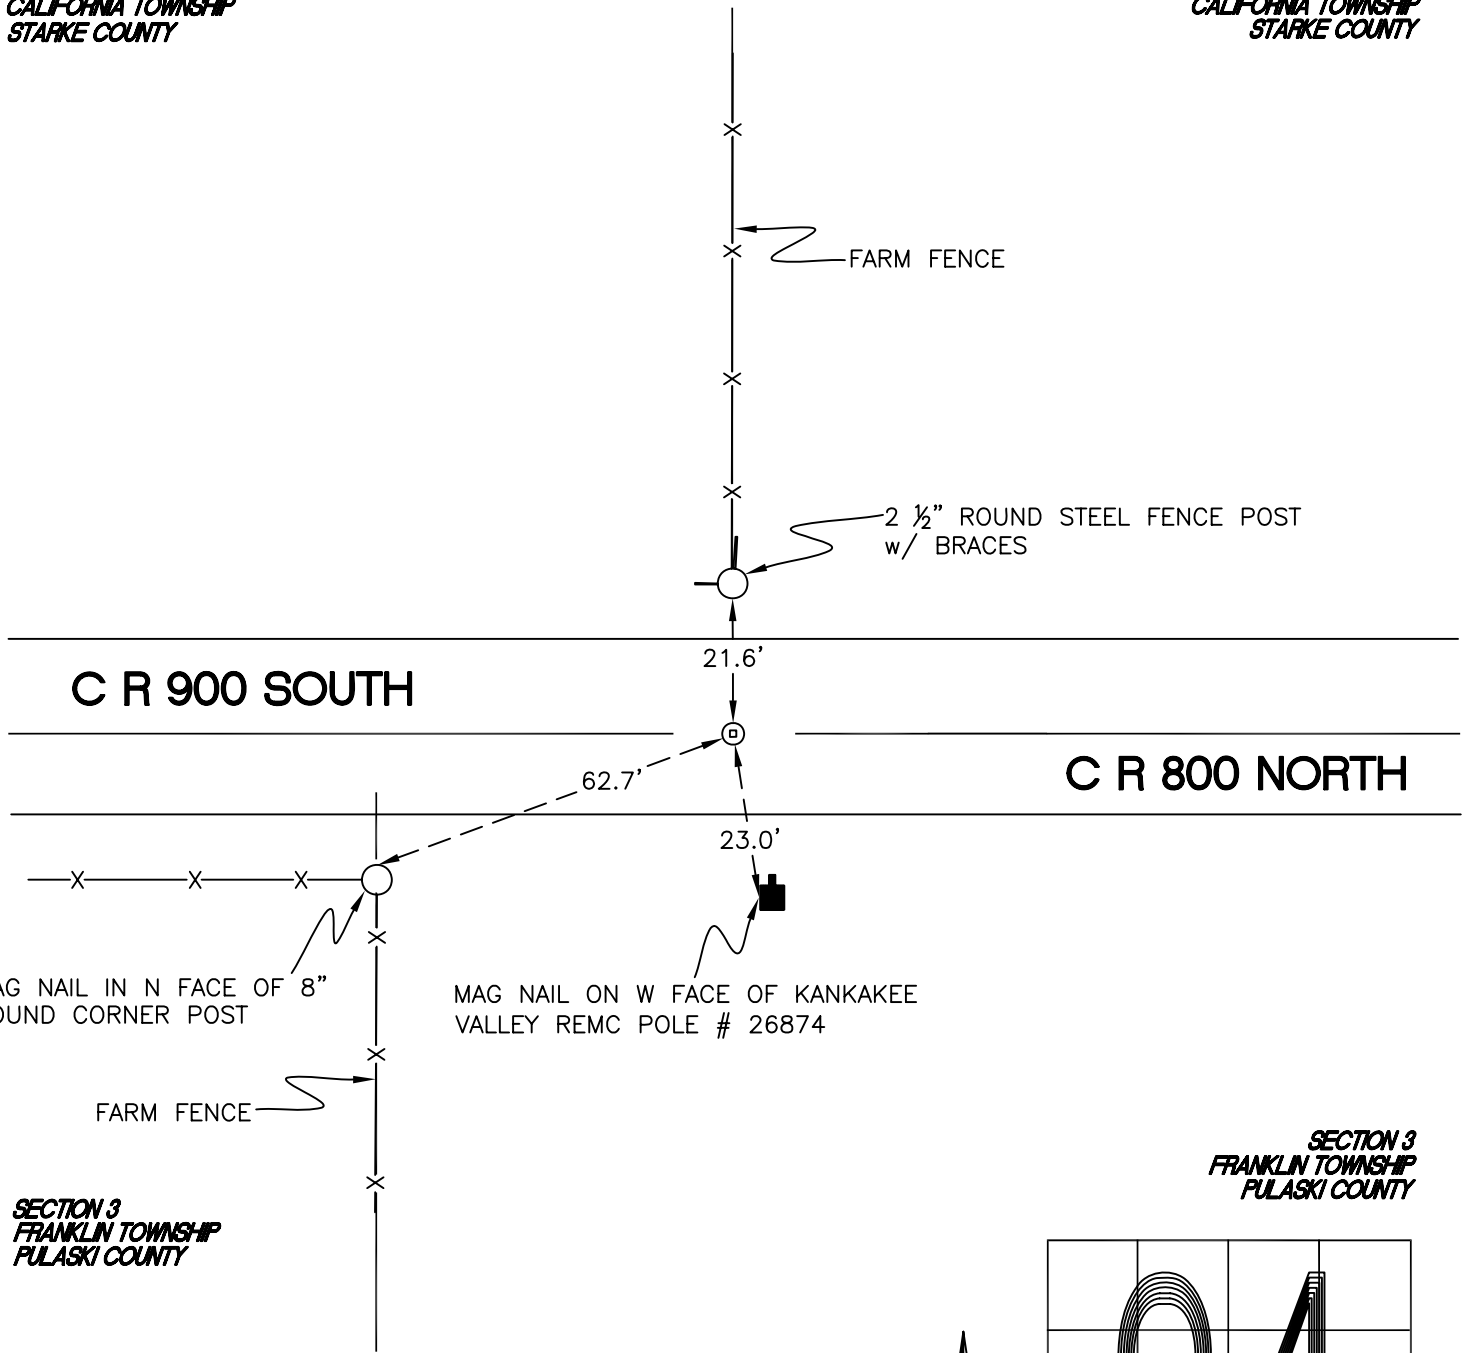 CALIFORNIA TOWNSHIP
STARKE COUNTY
CALIFORNIA TOWNSHIP
STARKE COUNTY
FARM FENCE
2 ½” ROUND STEEL FENCE POST
w/ BRACES
21.6’
C R 900 SOUTH
62.7’
C R 800 NORTH
23.0’
NAIL IN N FACE OF 8”
CORNER POST
MAG NAIL ON W FACE OF KANKAKEE
VALLEY REMC POLE # 26874
FARM FENCE
SECTION 3
FRANKLIN TOWNSHIP
PULASKI COUNTY
SECTION 3
FRANKLIN TOWNSHIP
PULASKI COUNTY